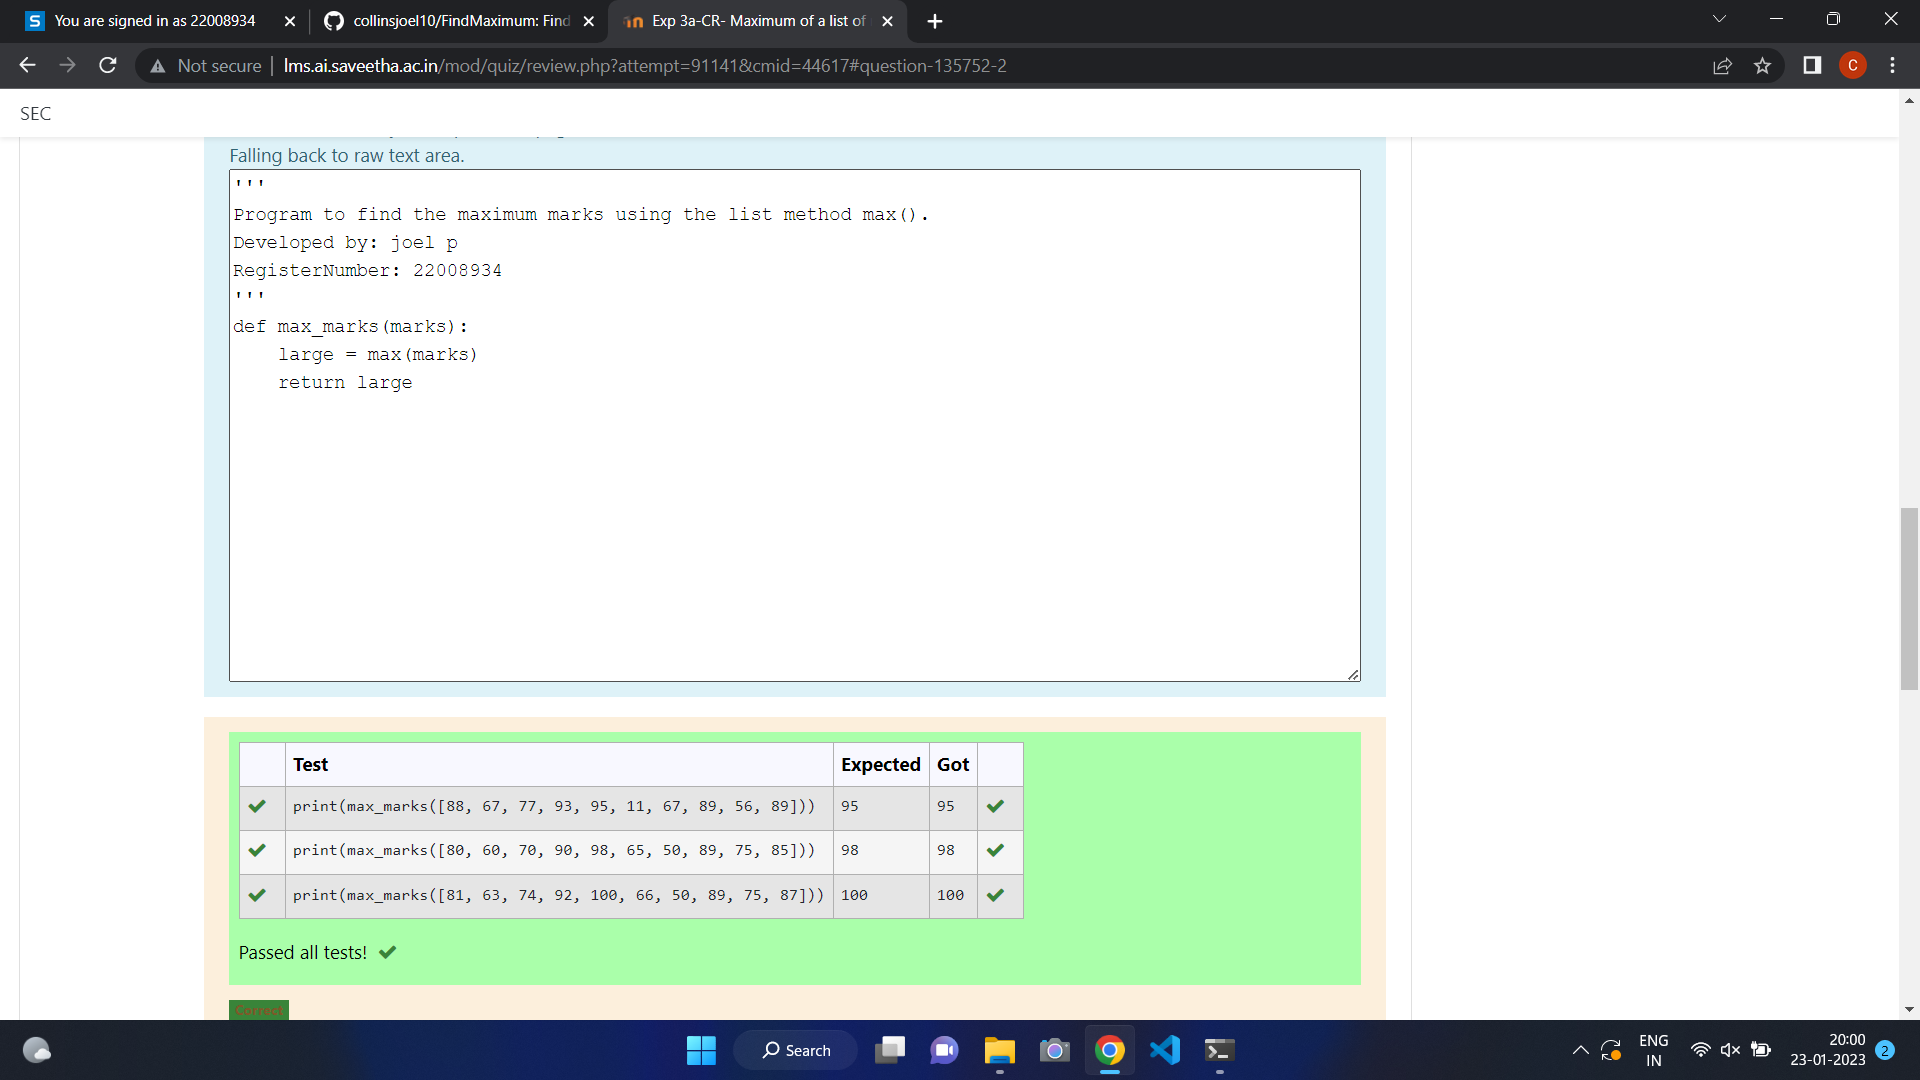 You are signed in as 22008934
collinsjoel10/FindMaximum: Find
Exp 3a-CR- Maximum of a list of
Not secure | lms.ai.saveetha.ac.in/mod/quiz/review.php?attempt=91141&cmid=44617#question-135752-2
C
SEC
Falling back to raw text area.
'''
Program to find the maximum marks using the list method max().
Developed by: joel p
RegisterNumber: 22008934
'''
def max_marks(marks):
    large = max(marks)
    return large
Test Expected Got
print(max_marks([88, 67, 77, 93, 95, 11, 67, 89, 56, 89])) 95 95
print(max_marks([80, 60, 70, 90, 98, 65, 50, 89, 75, 85])) 98 98
print(max_marks([81, 63, 74, 92, 100, 66, 50, 89, 75, 87])) 100 100
Passed all tests!
Correct
Search
ENG
IN
20:00
23-01-2023
2